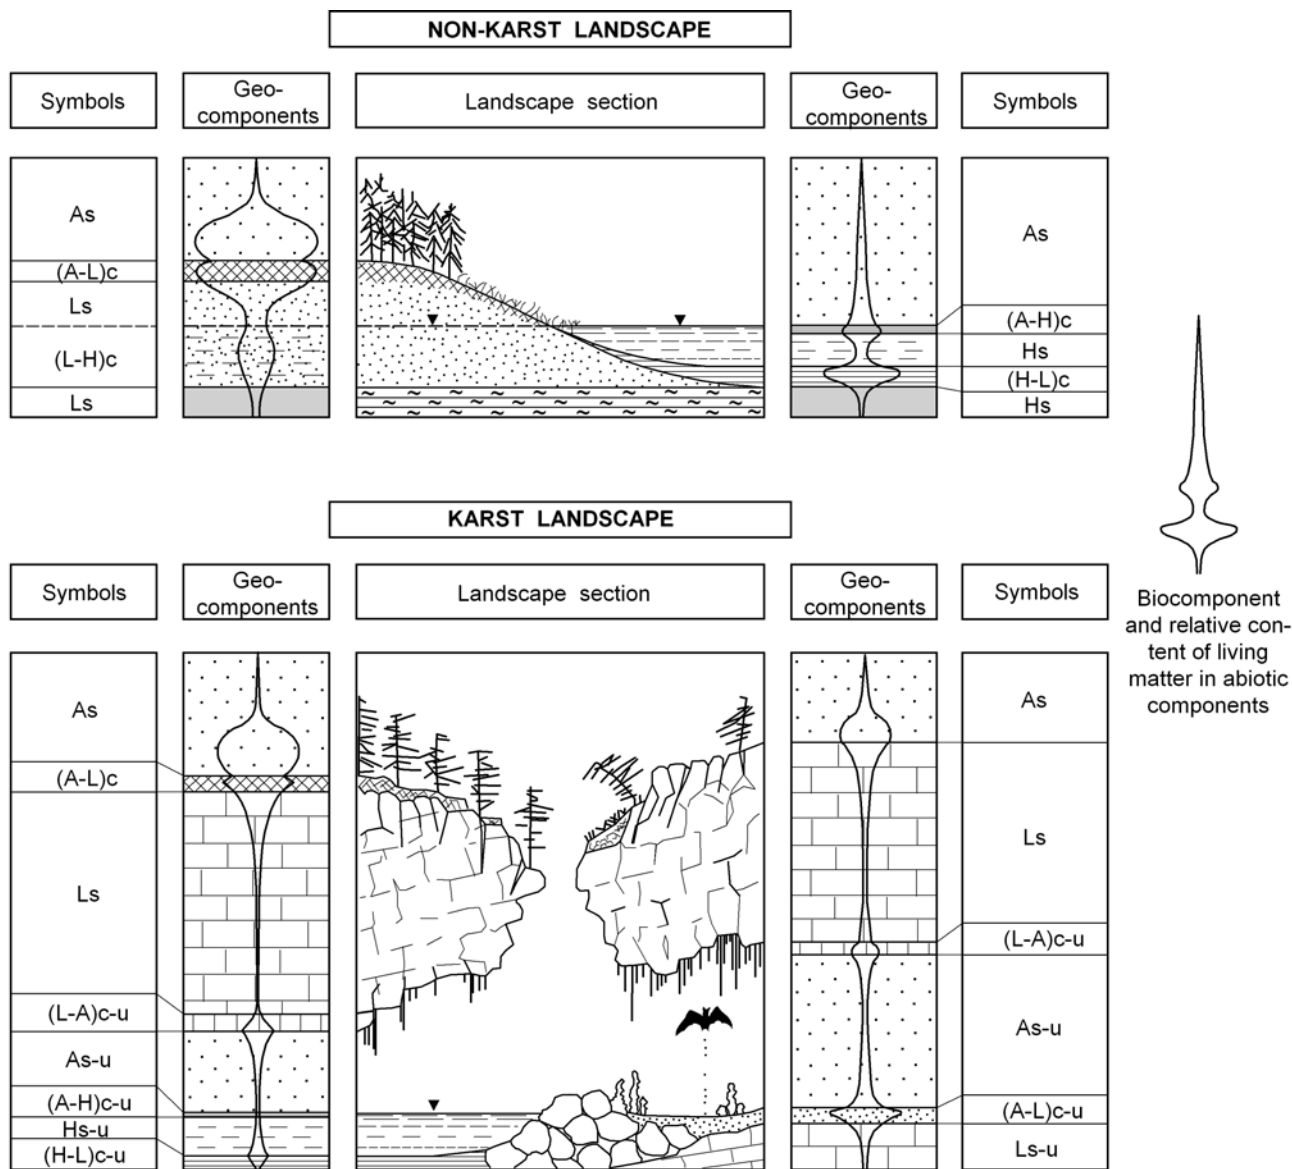 NON-KARST LANDSCAPE
Symbols
Geo-
components
Landscape section
Geo-
components
Symbols
As
(A-L)c
Ls
(L-H)c
Ls
As
(A-H)c
Hs
(H-L)c
Hs
KARST LANDSCAPE
Symbols
Geo-
components
Landscape section
Geo-
components
Symbols
As
(A-L)c
Ls
(L-A)c-u
As-u
(A-H)c-u
Hs-u
(H-L)c-u
As
Ls
(L-A)c-u
As-u
(A-L)c-u
Ls-u
Biocomponent
and relative con-
tent of living
matter in abiotic
components